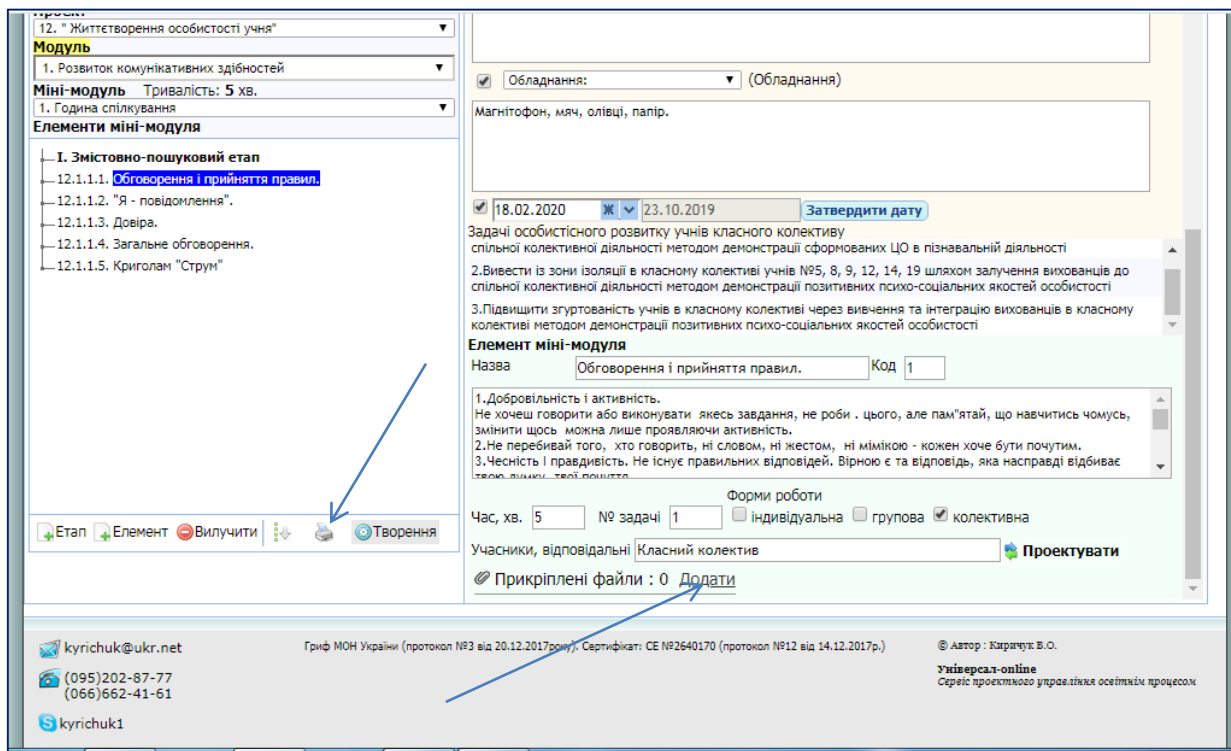 Проект
12. " Життєтворення особистості учня"
Модуль
1. Розвиток комунікативних здібностей
Міні-модуль Тривалість: 5 хв.
1. Година спілкування
Елементи міні-модуля
І. Змістовно-пошуковий етап
12.1.1.1. Обговорення і прийняття правил.
12.1.1.2. "Я - повідомлення".
12.1.1.3. Довіра.
12.1.1.4. Загальне обговорення.
12.1.1.5. Криголам "Струм"
Етап Елемент Вилучити Творення
Обладнання: (Обладнання)
Магнітофон, мяч, олівці, папір.
18.02.2020 23.10.2019 Затвердити дату
Задачі особистісного розвитку учнів класного колективу
спільної колективної діяльності методом демонстрації сформованих ЦО в пізнавальній діяльності
2.Вивести із зони ізоляції в класному колективі учнів №5, 8, 9, 12, 14, 19 шляхом залучення вихованців до
спільної колективної діяльності методом демонстрації позитивних психо-соціальних якостей особистості
3.Підвищити згуртованість учнів в класному колективі через вивчення та інтеграцію вихованців в класному
колективі методом демонстрації позитивних психо-соціальних якостей особистості
Елемент міні-модуля
Назва Обговорення і прийняття правил. Код 1
1.Добровільність і активність.
Не хочеш говорити або виконувати якесь завдання, не роби . цього, але пам"ятай, що навчитись чомусь,
змінити щось можна лише проявляючи активність.
2.Не перебивай того, хто говорить, ні словом, ні жестом, ні мімікою - кожен хоче бути почутим.
3.Чесність І правдивість. Не існує правильних відповідей. Вірною є та відповідь, яка насправді відбиває
твою думку, твої почуття
Форми роботи
Час, хв. 5 № задачі 1 індивідуальна групова колективна
Учасники, відповідальні Класний колектив Проектувати
Прикріплені файли : 0 Додати
kyrichuk@ukr.net
(095)202-87-77
(066)662-41-61
kyrichuk1
Гриф МОН України (протокол №3 від 20.12.2017року). Сертифікат: СЕ №2640170 (протокол №12 від 14.12.2017р.)
© Автор : Киричук В.О.
Універсал-online
Сервіс проектного управління освітнім процесом